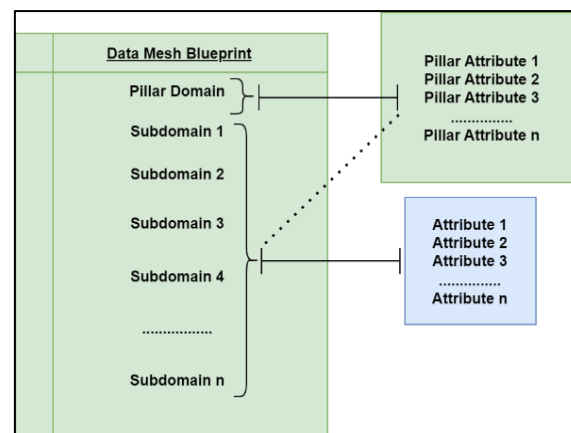 Data Mesh Blueprint
Pillar Domain
Subdomain 1
Subdomain 2
Subdomain 3
Subdomain 4
.................
Subdomain n
Pillar Attribute 1
Pillar Attribute 2
Pillar Attribute 3
...............
Pillar Attribute n
Attribute 1
Attribute 2
Attribute 3
...............
Attribute n